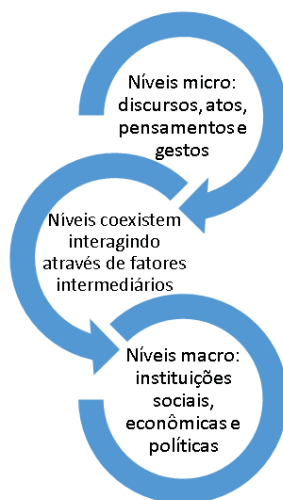 Níveis micro:
discursos, atos,
pensamentos e
gestos
Níveis coexistem
interagindo
através de fatores
intermediários
Níveis macro:
instituições
sociais,
econômicas e
políticas